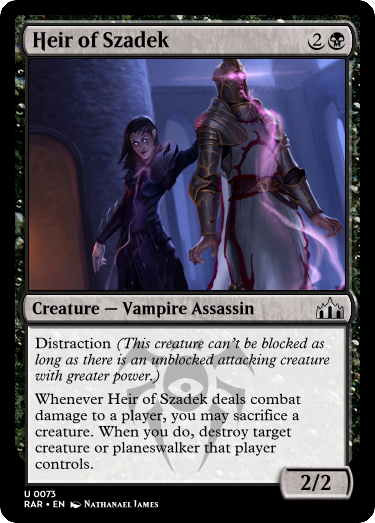 Heir of Szadek 2
Creature — Vampire Assassin
Distraction (This creature can't be blocked as
long as there is an unblocked attacking creature
with greater power.)
Whenever Heir of Szadek deals combat
damage to a player, you may sacrifice a
creature. When you do, destroy target
creature or planeswalker that player
controls.
2/2
U 0073
RAR • EN Nathanael James